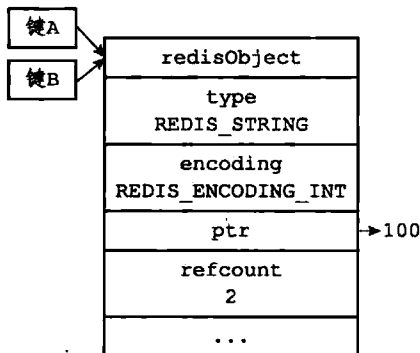 键A
键B
redisObject
type
REDIS_STRING
encoding
REDIS_ENCODING_INT
ptr
100
refcount
2
...